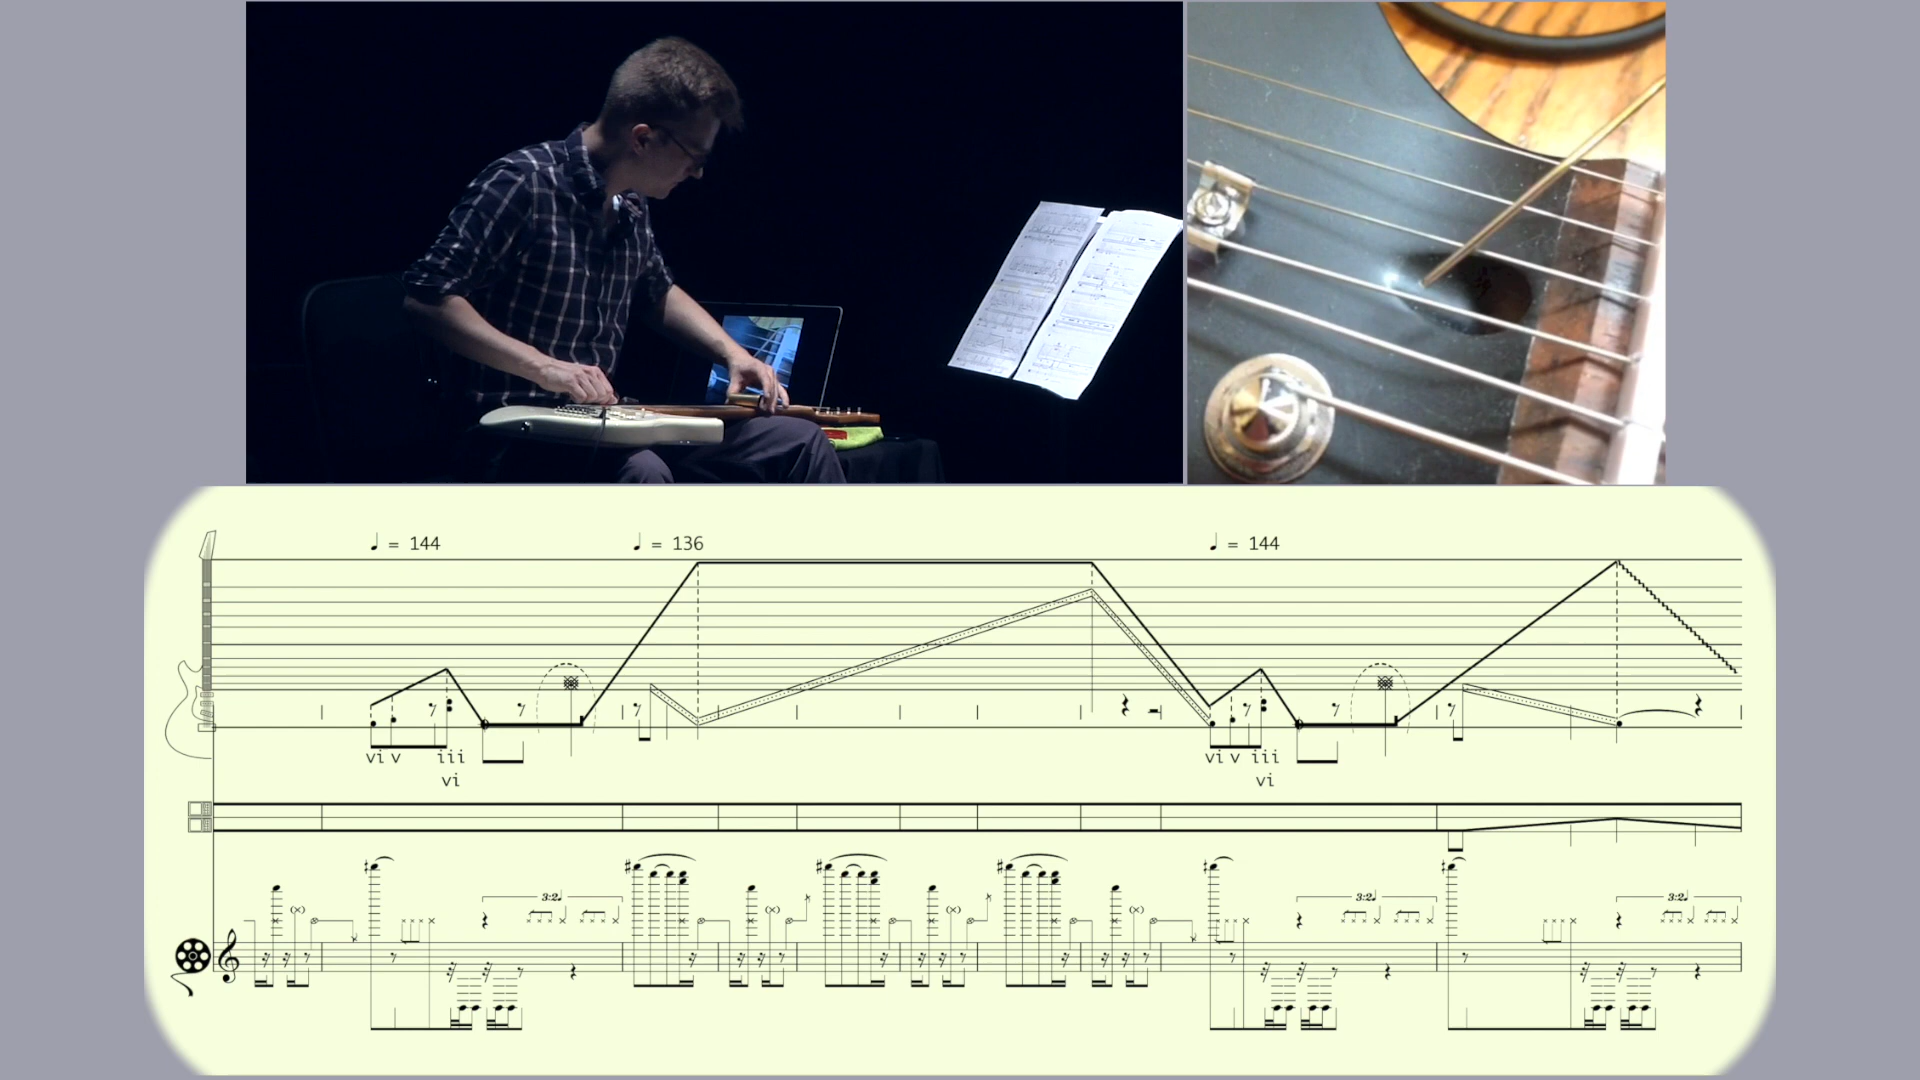 ♩ = 144 ♩ = 136 ♩ = 144
vi v iii vi v iii
vi vi
3:2 3:2 3:2